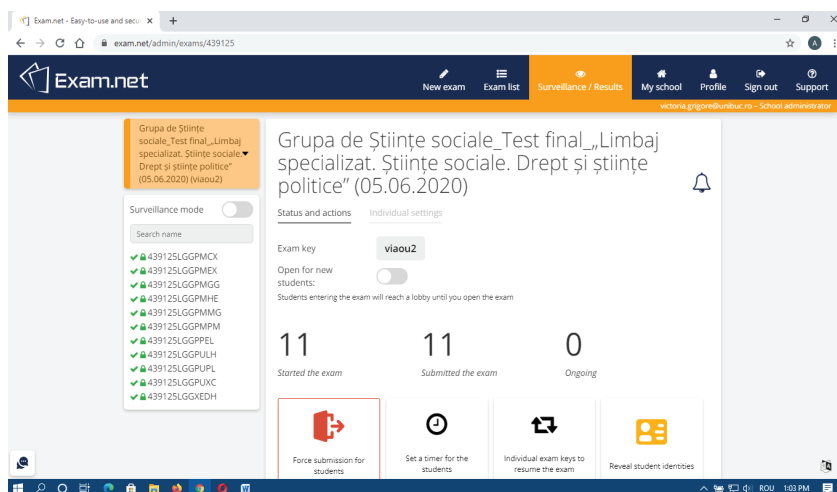 Exam.net - Easy-to-use and secu
exam.net/admin/exams/439125
Exam.net
New exam
Exam list
Surveillance / Results
My school
Profile
Sign out
Support
victoria.grigore@unibuc.ro – School administrator
Grupa de Științe
sociale_Test final_„Limbaj
specializat. Științe sociale.
Drept și științe politice”
(05.06.2020) (viaou2)
Surveillance mode
Search name
439125LGGPMCX
439125LGGPMEX
439125LGGPMGG
439125LGGPMHE
439125LGGPMMG
439125LGGPMPM
439125LGGPPEL
439125LGGPULH
439125LGGPUPL
439125LGGPUXC
439125LGGXEDH
Grupa de Științe sociale_Test final_„Limbaj
specializat. Științe sociale. Drept și științe
politice” (05.06.2020)
Status and actions
Individual settings
Exam key
viaou2
Open for new
students:
Students entering the exam will reach a lobby until you open the exam
11
11
0
Started the exam
Submitted the exam
Ongoing
Force submission for
students
Set a timer for the
students
Individual exam keys to
resume the exam
Reveal student identities
A
ROU
1:03 PM